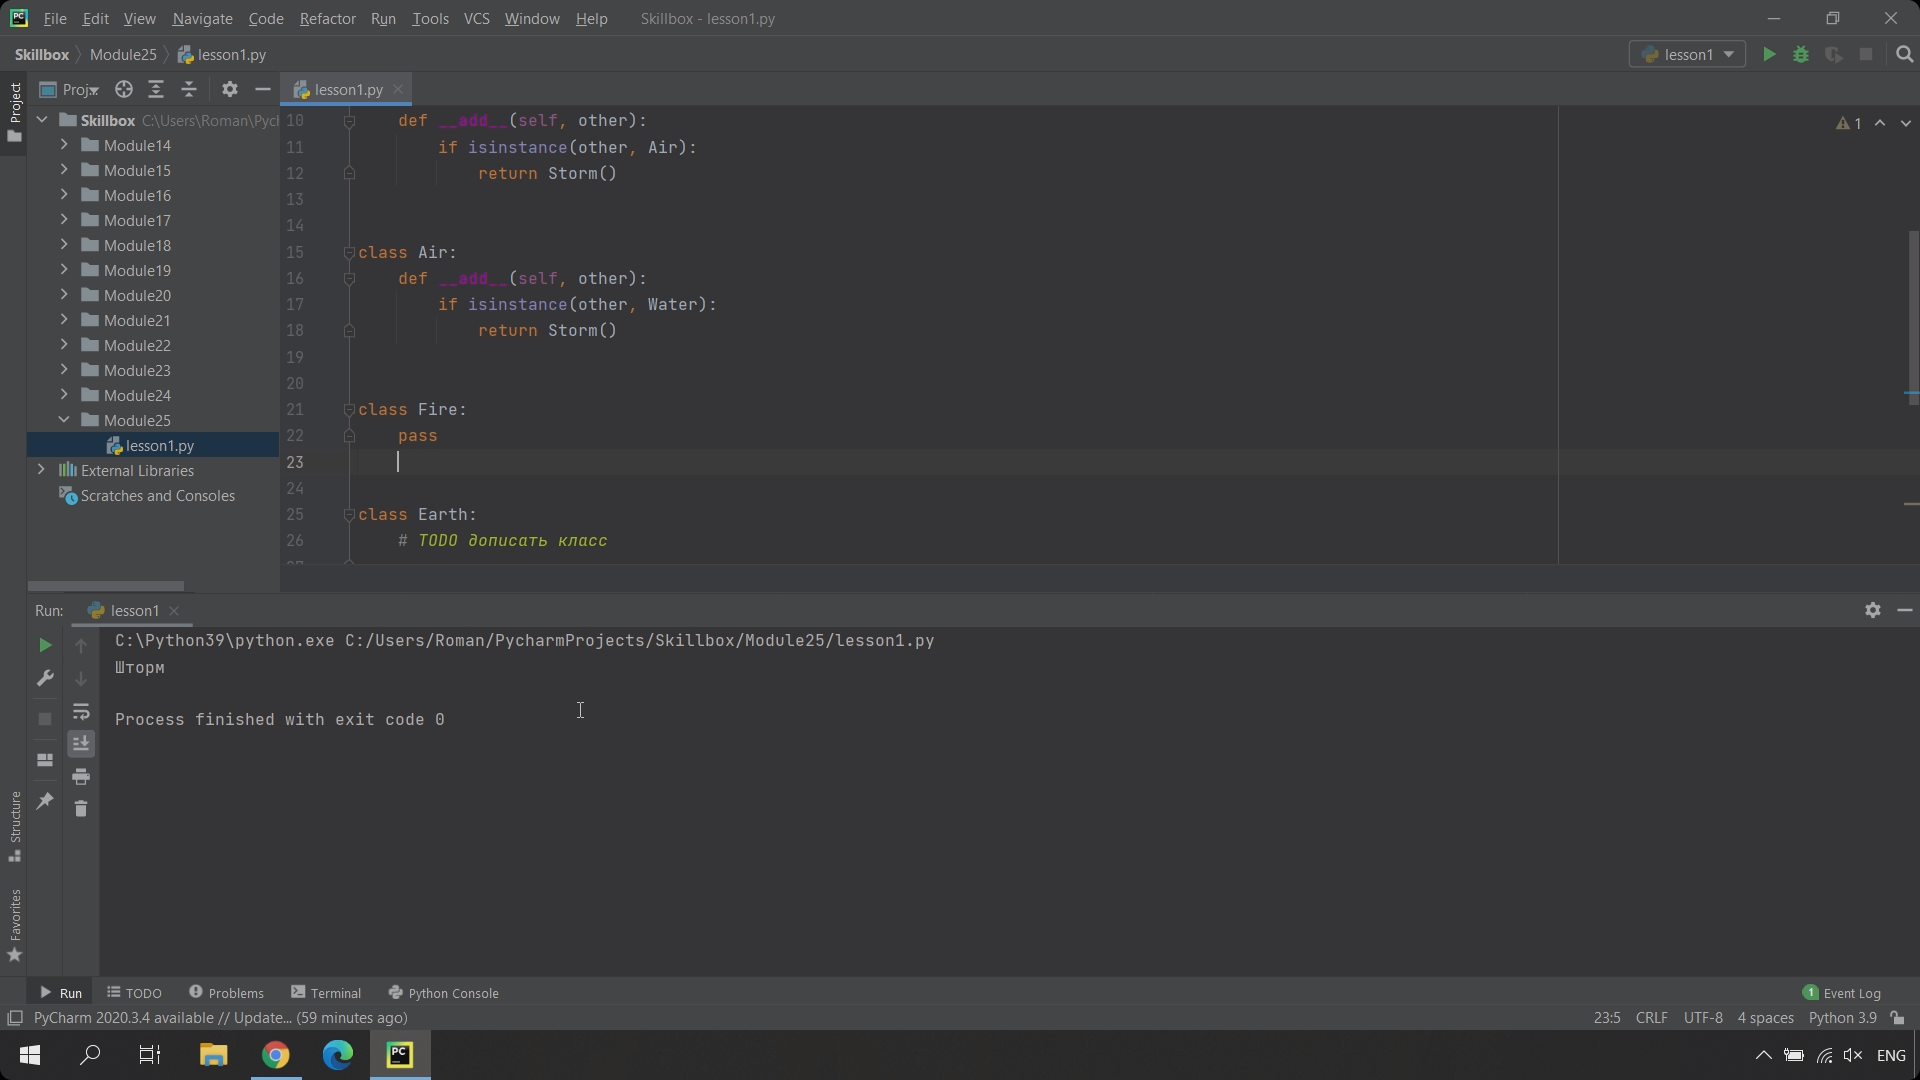 File Edit View Navigate Code Refactor Run Tools VCS Window Help Skillbox - lesson1.py
Skillbox Module25 lesson1.py lesson1
Project Proj lesson1.py
Skillbox C:\Users\Roman\Pycl
Module14
Module15
Module16
Module17
Module18
Module19
Module20
Module21
Module22
Module23
Module24
Module25
lesson1.py
External Libraries
Scratches and Consoles
10 def __add__(self, other):
11 if isinstance(other, Air):
12 return Storm()
13
14
15 class Air:
16 def __add__(self, other):
17 if isinstance(other, Water):
18 return Storm()
19
20
21 class Fire:
22 pass
23
24
25 class Earth:
26 # TODO дописать класс
1
Run: lesson1
C:\Python39\python.exe C:/Users/Roman/PycharmProjects/Skillbox/Module25/lesson1.py
Шторм
Process finished with exit code 0
Structure
Favorites
Run TODO Problems Terminal Python Console 1 Event Log
PyCharm 2020.3.4 available // Update... (59 minutes ago) 23:5 CRLF UTF-8 4 spaces Python 3.9
PC ENG